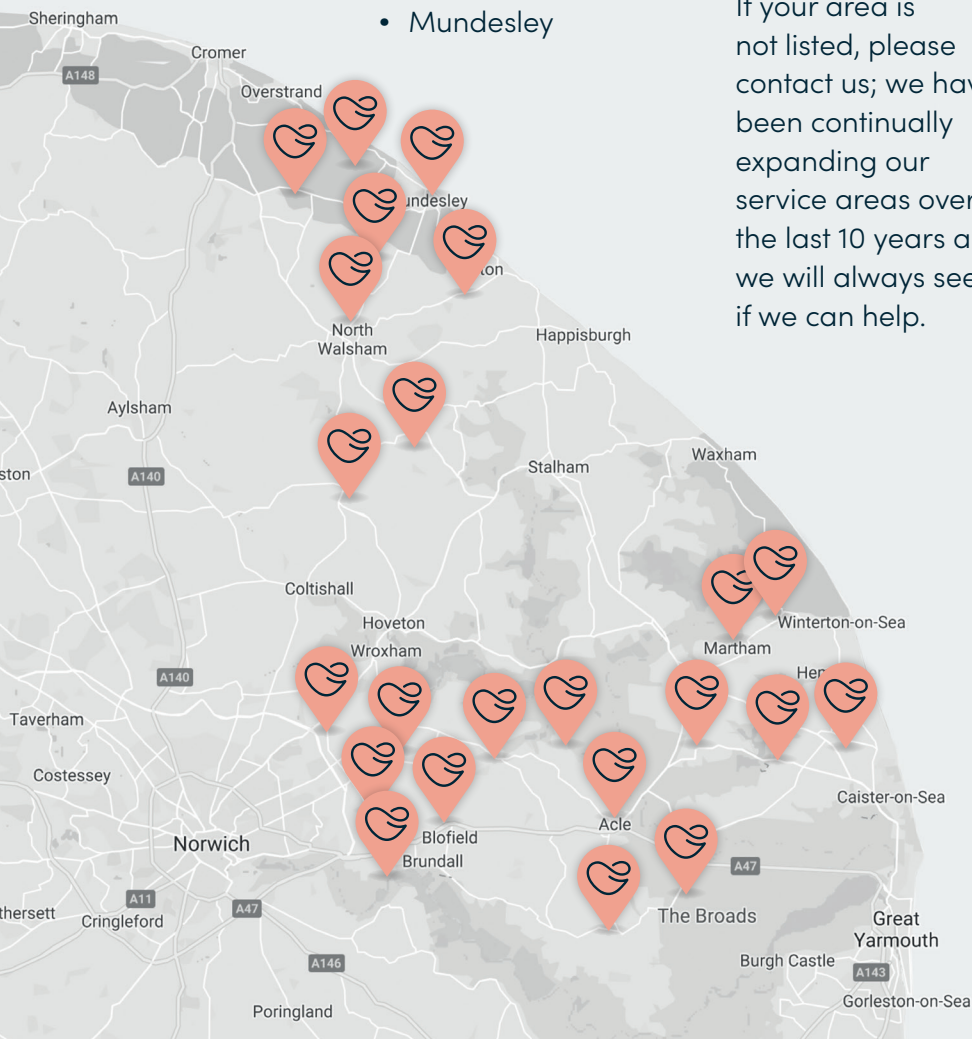 • Mundesley
If your area is
not listed, please
contact us; we hav
been continually
expanding our
service areas over
the last 10 years a
we will always see
if we can help.
Sheringham
Cromer
A148
Overstrand
undesley
ton
Happisburgh
North
Walsham
Aylsham
Waxham
Stalham
ston
A140
Coltishall
Hoveton
Winterton-on-Sea
Wroxham
Martham
Hem
A140
Taverham
Costessey
Caister-on-Sea
Acle
Blofield
Norwich
Brundall
A47
A11
A47
thersett
Cringleford
The Broads
Great
Yarmouth
A146
Burgh Castle
A143
Gorleston-on-Sea
Poringland